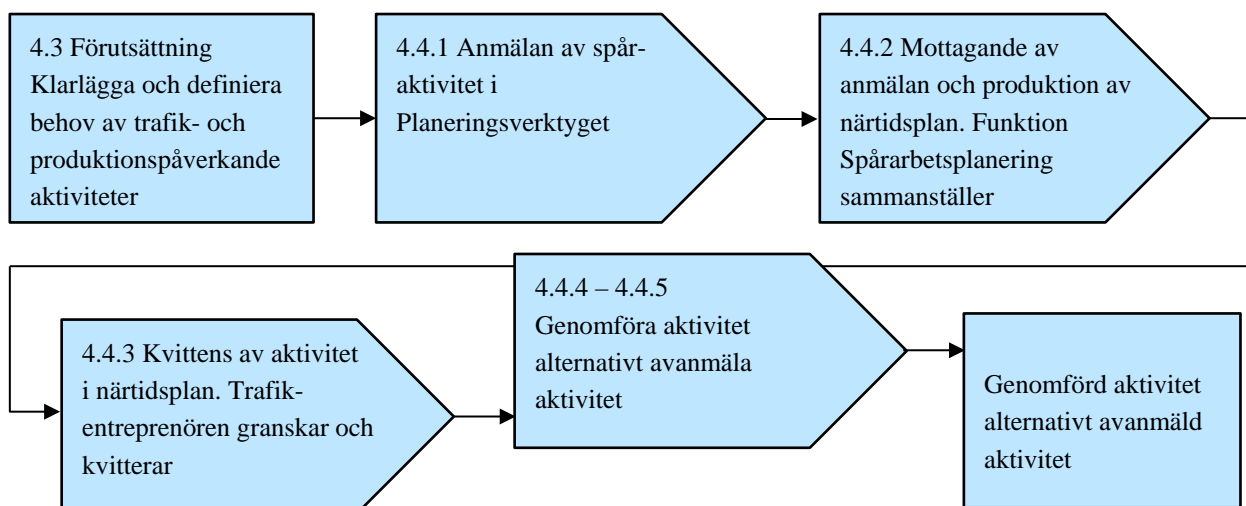 4.3 Förutsättning
Klarlägga och definiera
behov av trafik- och
produktionspåverkande
aktiviteter
4.4.1 Anmälan av spår-
aktivitet i
Planeringsverktyget
4.4.2 Mottagande av
anmälan och produktion av
närtidsplan. Funktion
Spårarbetsplanering
sammanställer
4.4.3 Kvittens av aktivitet
i närtidsplan. Trafik-
entreprenören granskar och
kvitterar
4.4.4 – 4.4.5
Genomföra aktivitet
alternativt avanmäla
aktivitet
Genomförd aktivitet
alternativt avanmäld
aktivitet